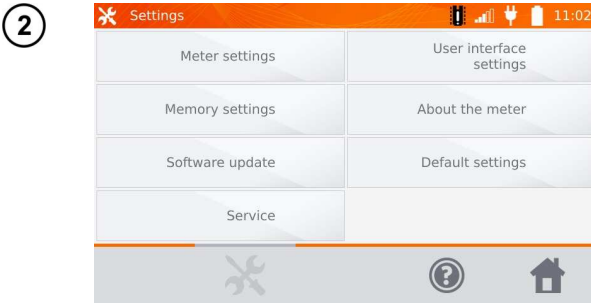 2
Settings
11:02
Meter settings
User interface
settings
Memory settings
About the meter
Software update
Default settings
Service
?